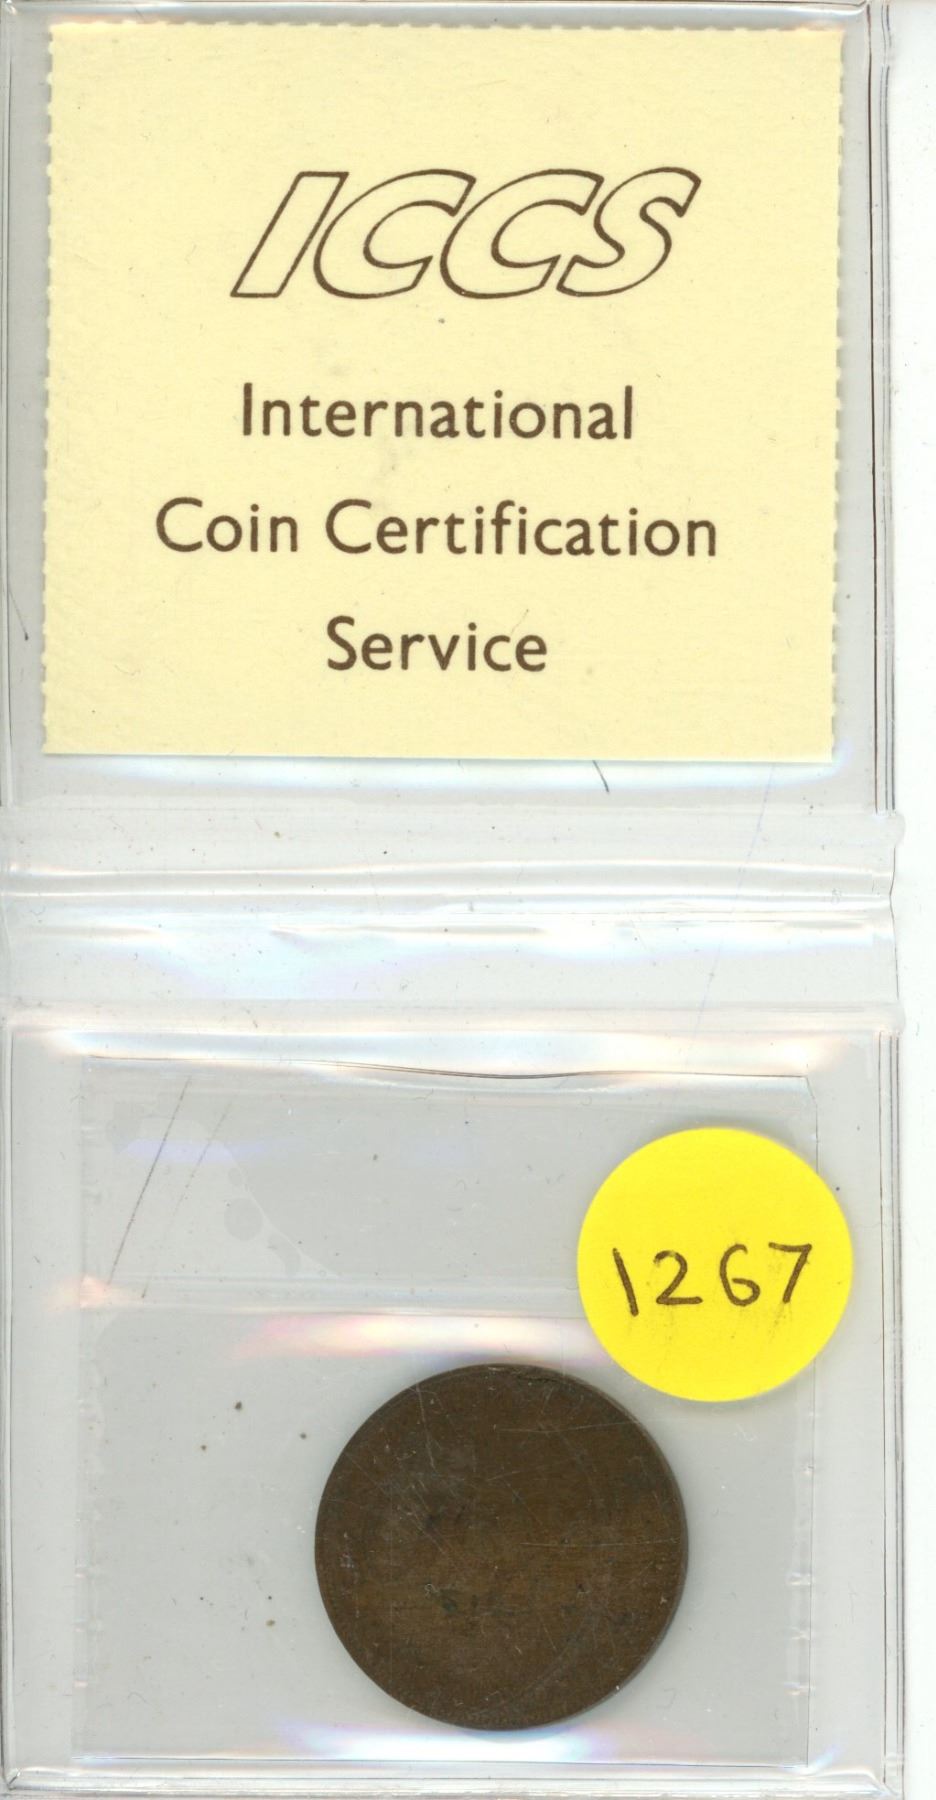 ICCS
International
Coin Certification
Service
1267